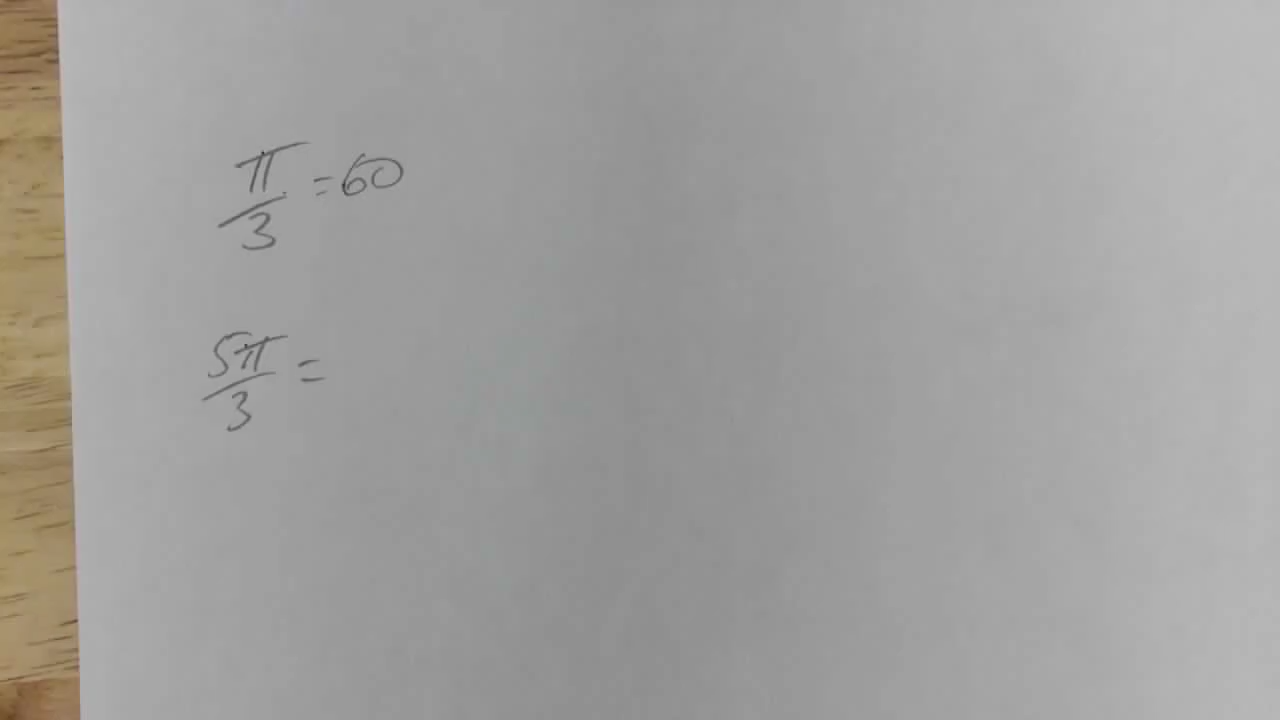 π/3 = 60
5π/3 =